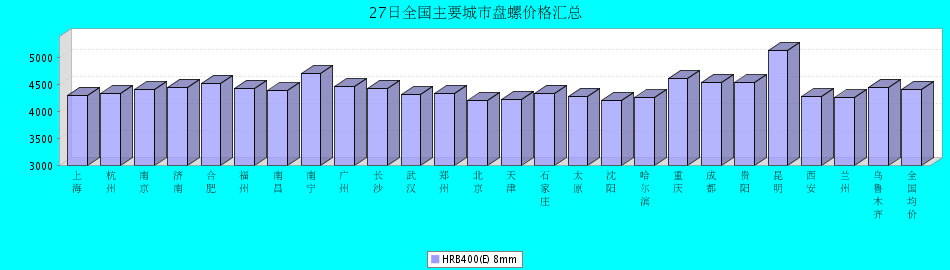 27日全国主要城市盘螺价格汇总
5000
4500
4000
3500
3000
上海
杭州
南京
济南
合肥
福州
南昌
南宁
广州
长沙
武汉
郑州
北京
天津
石家庄
太原
沈阳
哈尔滨
重庆
成都
贵阳
昆明
西安
兰州
乌鲁木齐
全国均价
HRB400(E) 8mm